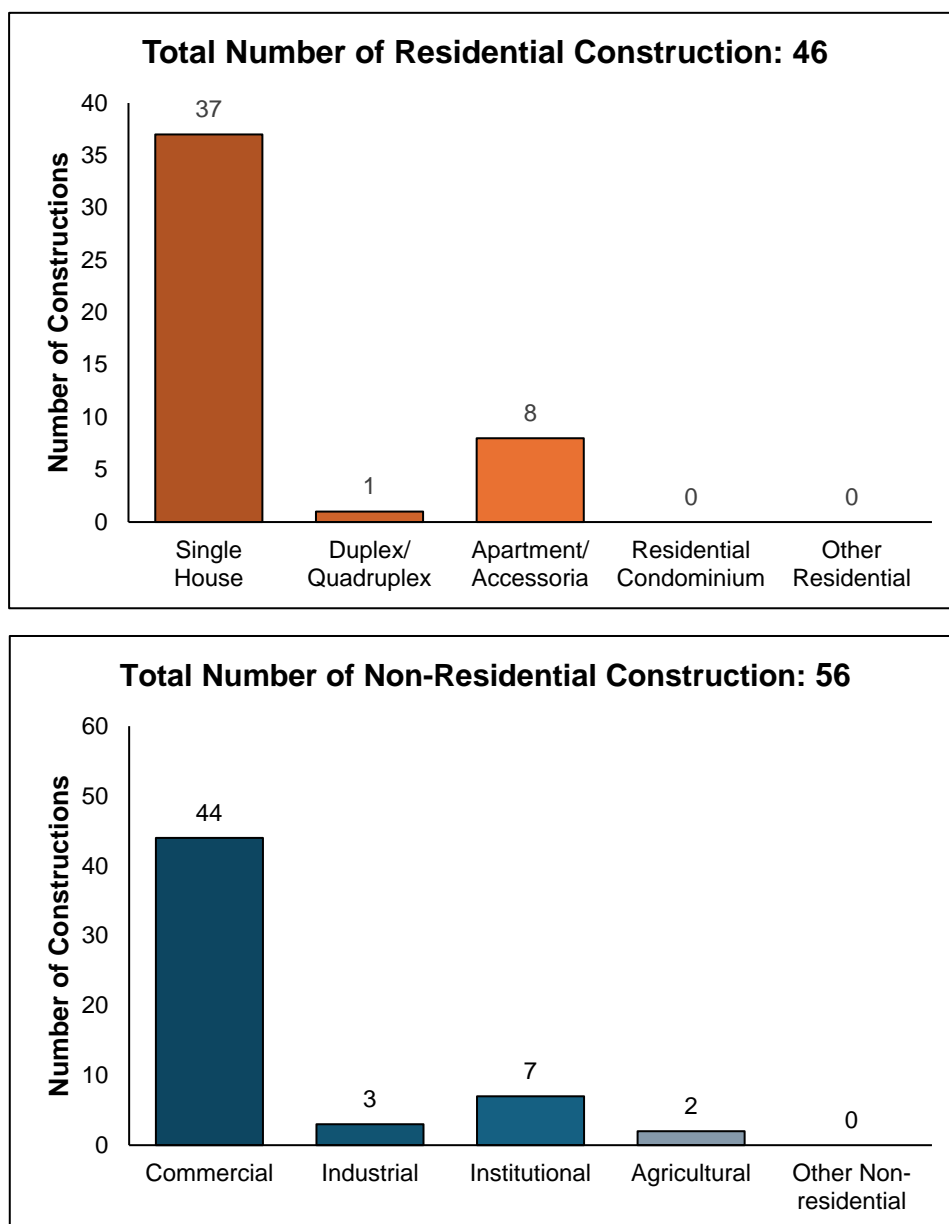 Total Number of Residential Construction: 46
Number of Constructions
40
35
30
25
20
15
10
5
0
37
1
8
0
0
Single
House
Duplex/
Quadruplex
Apartment/
Accessoria
Residential
Condominium
Other
Residential
Total Number of Non-Residential Construction: 56
Number of Constructions
60
50
40
30
20
10
0
44
3
7
2
0
Commercial
Industrial
Institutional
Agricultural
Other Non-
residential